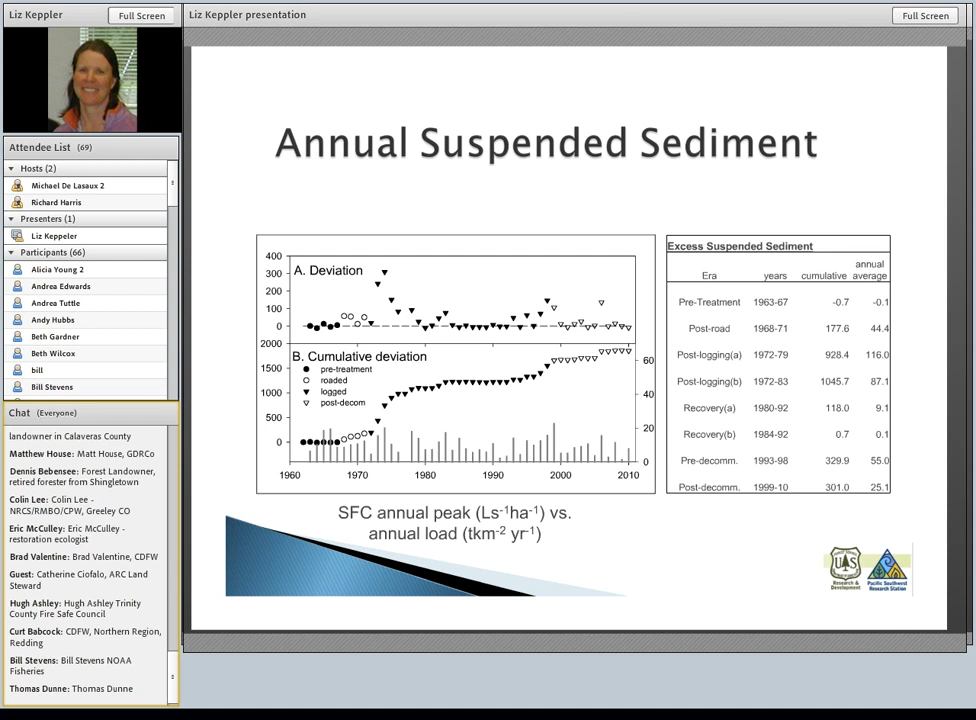 Liz Keppler
Full Screen
Liz Keppler presentation
Full Screen
Attendee List (69)
Hosts (2)
Michael De Lasaux 2
Richard Harris
Presenters (1)
Liz Keppeler
Participants (66)
Alicia Young 2
Andrea Edwards
Andrea Tuttle
Andy Hubbs
Beth Gardner
Beth Wilcox
bill
Bill Stevens
Chat (Everyone)
landowner in Calaveras County
Matthew House: Matt House, GDRCo
Dennis Bebensee: Forest Landowner,
retired forester from Shingletown
Colin Lee: Colin Lee -
NRCS/RMBO/CPW, Greeley CO
Eric McCulley: Eric McCulley -
restoration ecologist
Brad Valentine: Brad Valentine, CDFW
Guest: Catherine Ciofalo, ARC Land
Steward
Hugh Ashley: Hugh Ashley Trinity
County Fire Safe Council
Curt Babcock: CDFW, Northern Region,
Redding
Bill Stevens: Bill Stevens NOAA
Fisheries
Thomas Dunne: Thomas Dunne
Annual Suspended Sediment
A. Deviation
400
300
200
100
0
B. Cumulative deviation
pre-treatment
roaded
logged
post-decom
2000
1500
1000
500
0
60
40
20
0
1960 1970 1980 1990 2000 2010
SFC annual peak (Ls⁻¹ha⁻¹) vs.
annual load (tkm⁻² yr⁻¹)
Excess Suspended Sediment
Era years cumulative annual average
Pre-Treatment 1963-67 -0.7 -0.1
Post-road 1968-71 177.6 44.4
Post-logging(a) 1972-79 928.4 116.0
Post-logging(b) 1972-83 1045.7 87.1
Recovery(a) 1980-92 118.0 9.1
Recovery(b) 1984-92 0.7 0.1
Pre-decomm. 1993-98 329.9 55.0
Post-decomm. 1999-10 301.0 25.1
UAS
Research &
Development
Pacific Southwest
Research Station